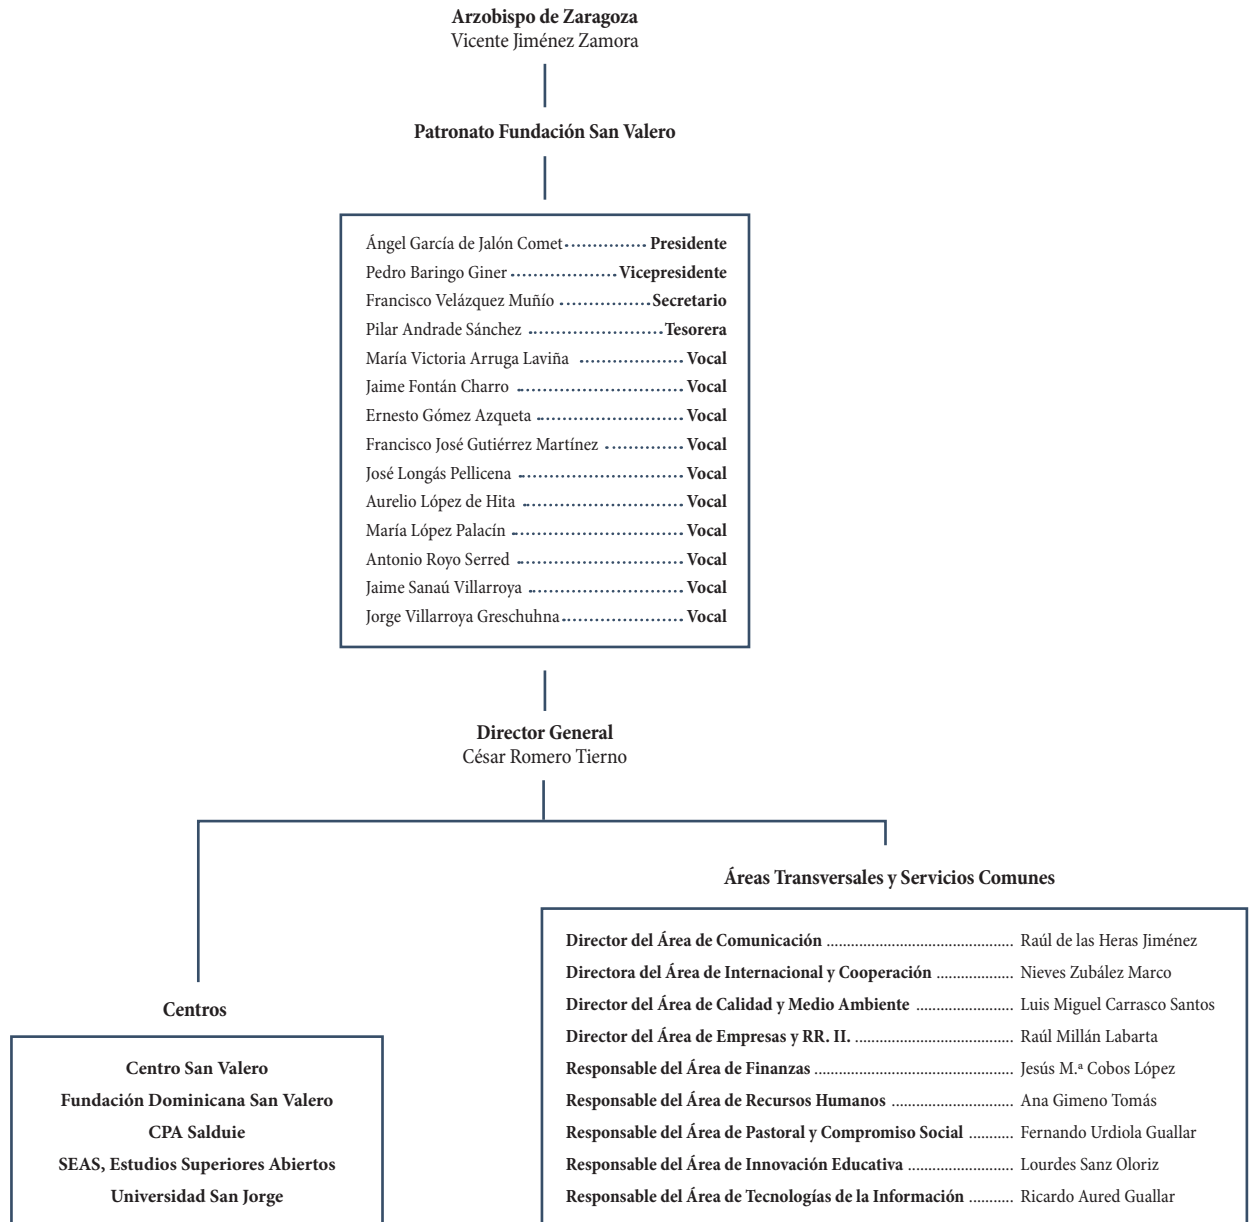 Arzobispo de Zaragoza
Vicente Jiménez Zamora
Patronato Fundación San Valero
Ángel García de Jalón Comet .............. Presidente
Pedro Baringo Giner .................. Vicepresidente
Francisco Velázquez Muñío ................ Secretario
Pilar Andrade Sánchez ....................... Tesorera
María Victoria Arruga Laviña .................. Vocal
Jaime Fontán Charro ............................. Vocal
Ernesto Gómez Azqueta ......................... Vocal
Francisco José Gutiérrez Martínez .............. Vocal
José Longás Pellicena ............................. Vocal
Aurelio López de Hita ............................ Vocal
María López Palacín .............................. Vocal
Antonio Royo Serred ............................. Vocal
Jaime Sanaú Villarroya ........................... Vocal
Jorge Villarroya Greschuhna ..................... Vocal
Director General
César Romero Tierno
Centros
Centro San Valero
Fundación Dominicana San Valero
CPA Salduie
SEAS, Estudios Superiores Abiertos
Universidad San Jorge
Áreas Transversales y Servicios Comunes
Director del Área de Comunicación ............................................. Raúl de las Heras Jiménez
Directora del Área de Internacional y Cooperación ................... Nieves Zubález Marco
Director del Área de Calidad y Medio Ambiente ........................ Luis Miguel Carrasco Santos
Director del Área de Empresas y RR. II. ....................................... Raúl Millán Labarta
Responsable del Área de Finanzas ................................................. Jesús M.ª Cobos López
Responsable del Área de Recursos Humanos .............................. Ana Gimeno Tomás
Responsable del Área de Pastoral y Compromiso Social ........... Fernando Urdiola Guallar
Responsable del Área de Innovación Educativa .......................... Lourdes Sanz Oloriz
Responsable del Área de Tecnologías de la Información ........... Ricardo Aured Guallar